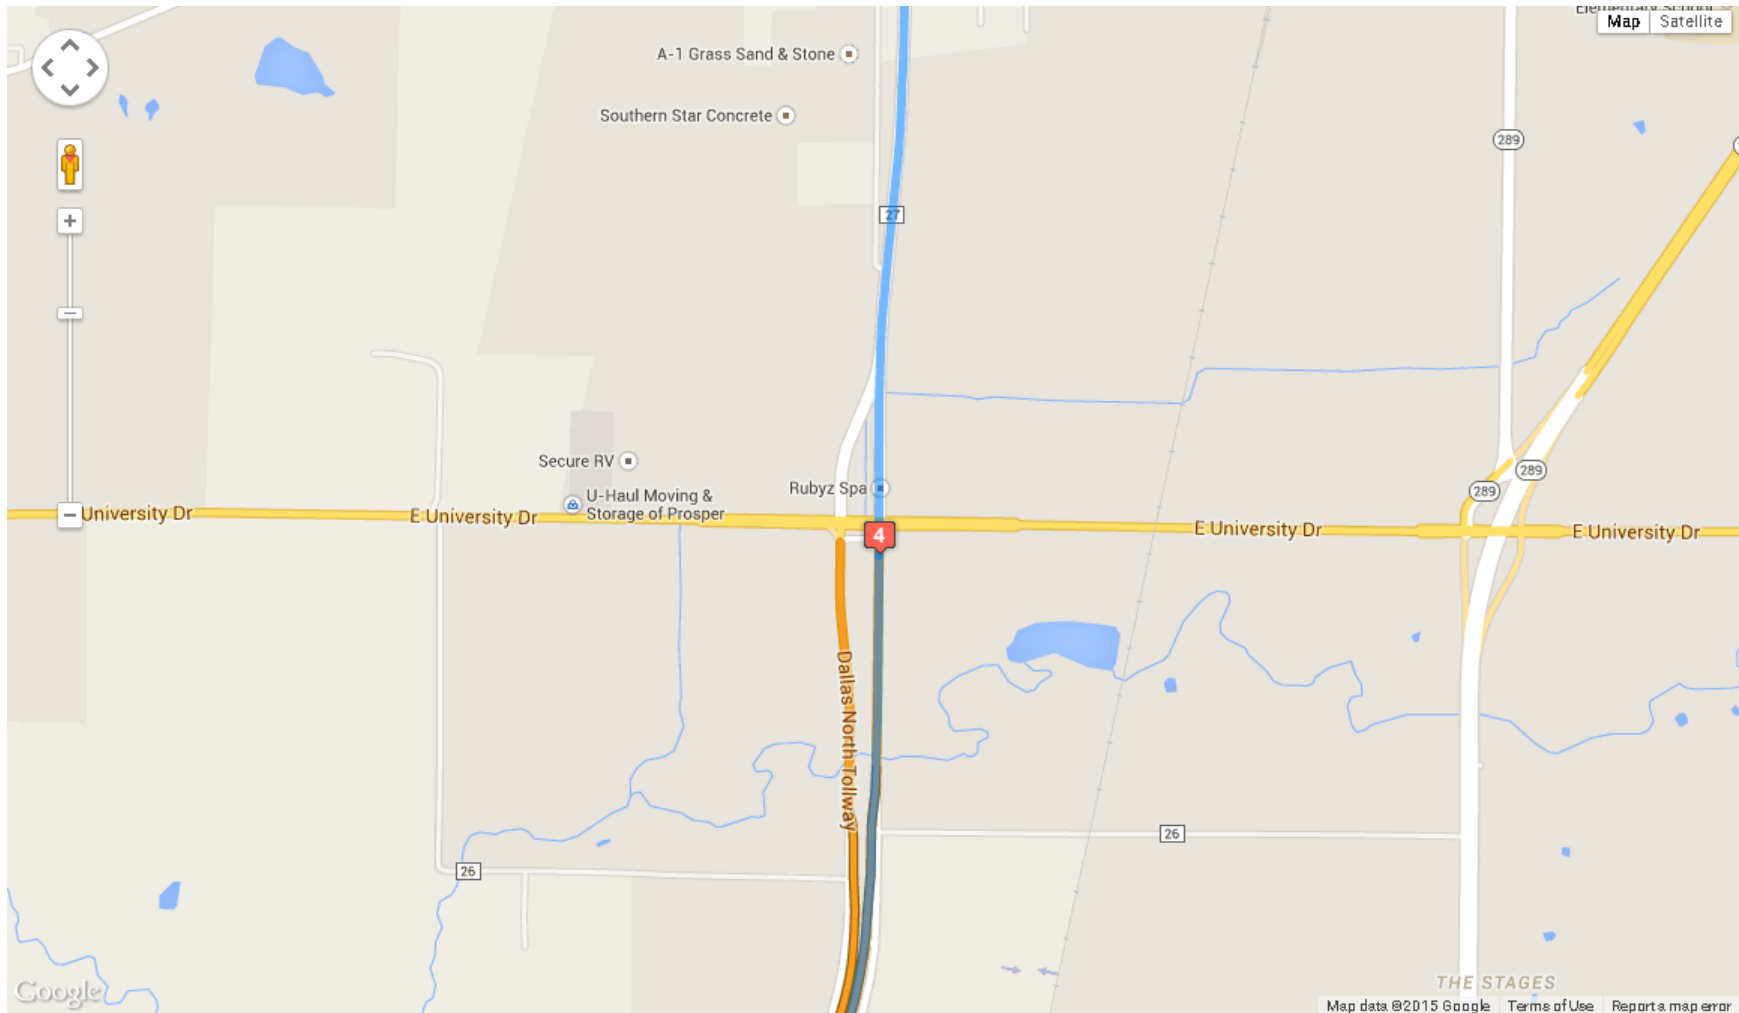 Elementary School
Map
Satellite
A-1 Grass Sand & Stone
Southern Star Concrete
289
27
Secure RV
289
Rubyz Spa
289
U-Haul Moving &
Storage of Prosper
University Dr
E University Dr
4
E University Dr
E University Dr
Dallas North Tollway
26
26
THE STAGES
Google
Map data ©2015 Google
Terms of Use
Report a map error